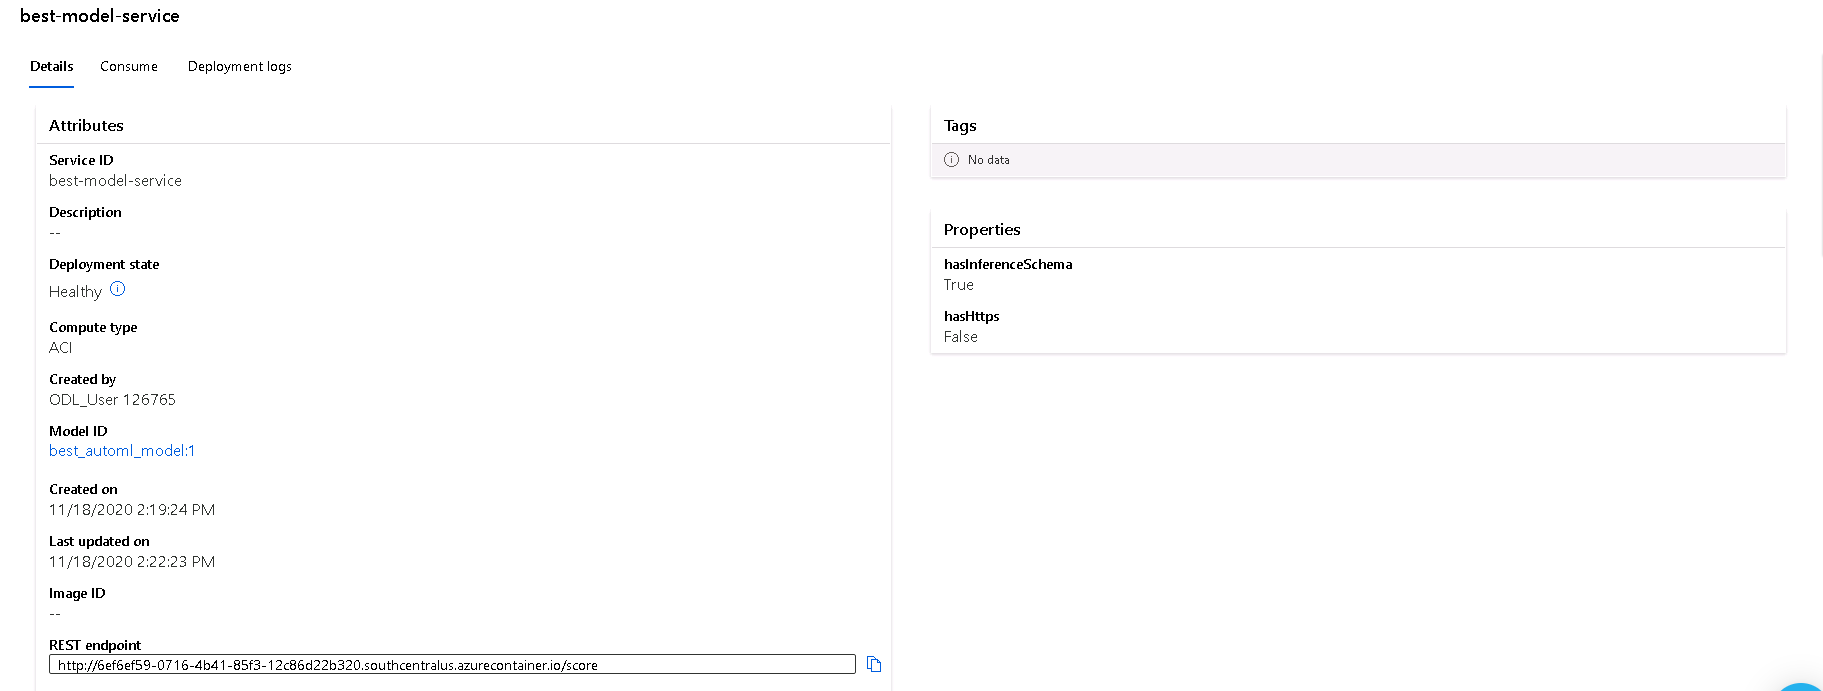 best-model-service
Details Consume Deployment logs
Attributes
Service ID
best-model-service
Description
--
Deployment state
Healthy
Compute type
ACI
Created by
ODL_User 126765
Model ID
best_automl_model:1
Created on
11/18/2020 2:19:24 PM
Last updated on
11/18/2020 2:22:23 PM
Image ID
--
REST endpoint
http://6ef6ef59-0716-4b41-85f3-12c86d22b320.southcentralus.azurecontainer.io/score
Tags
No data
Properties
hasInferenceSchema
True
hasHttps
False